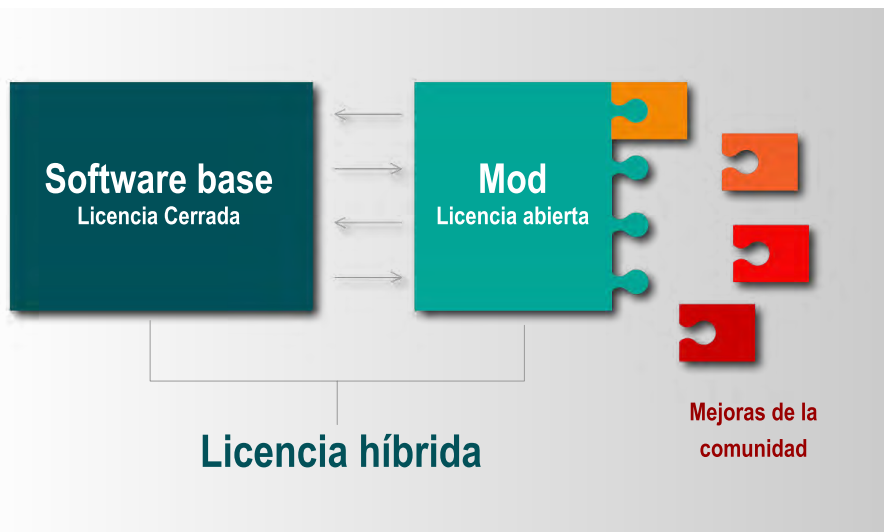 Software base
Licencia Cerrada
Mod
Licencia abierta
Mejoras de la
comunidad
Licencia híbrida